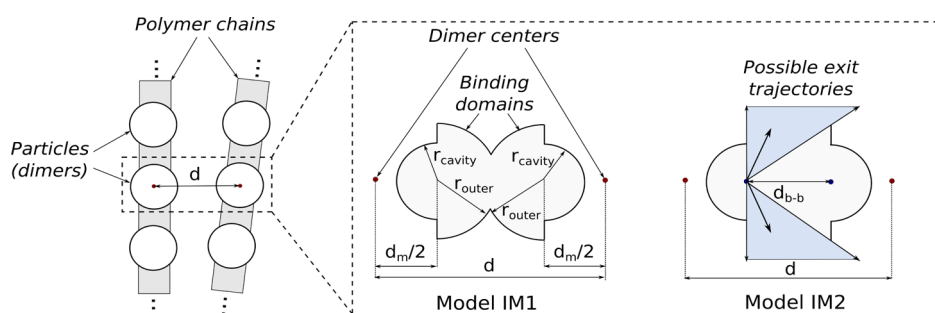 Polymer chains
Particles
(dimers)
d
Dimer centers
Binding
domains
r_cavity
r_cavity
r_outer
r_outer
d_m/2
d_m/2
d
Model IM1
Possible exit
trajectories
d_b-b
d
Model IM2